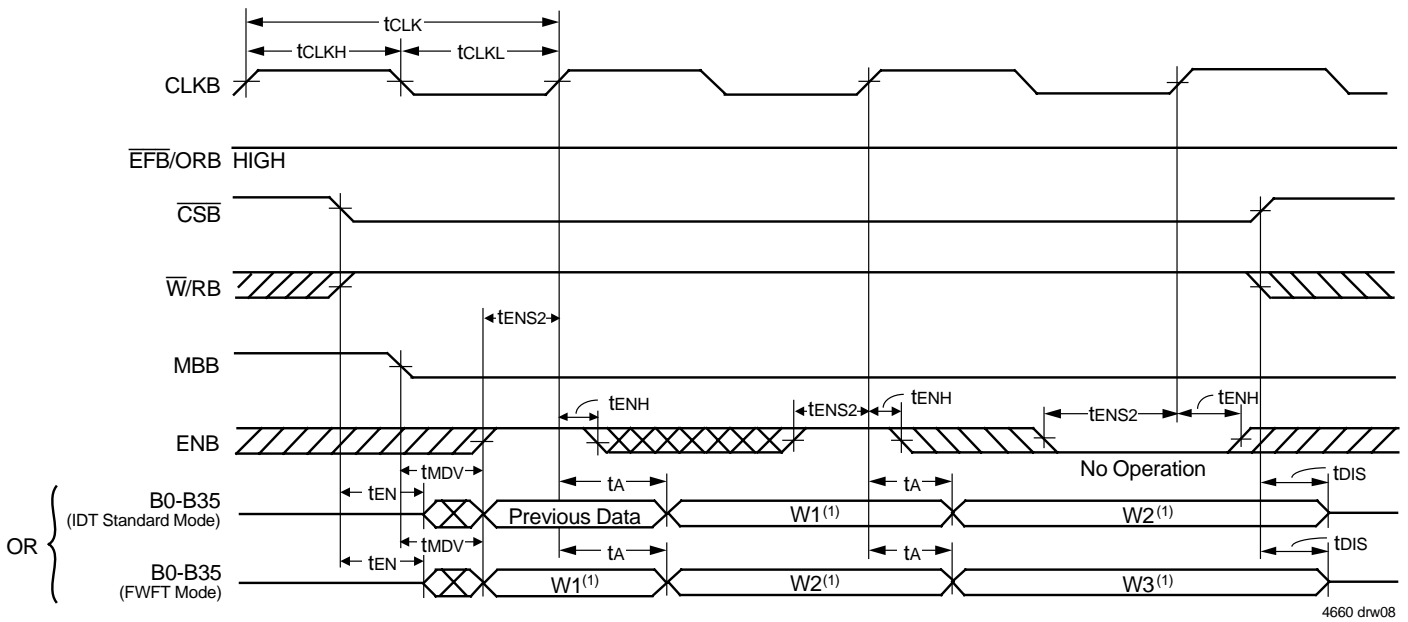 tCLK
tCLKH
tCLKL
CLKB
EFB/ORB HIGH
CSB
W/RB
tENS2
MBB
tENH
tENS2
tENH
tENS2
tENH
ENB
No Operation
tMDV
tEN
tA
tA
tDIS
B0-B35
(IDT Standard Mode)
Previous Data
W1(1)
W2(1)
OR
tMDV
tEN
tA
tA
tDIS
B0-B35
(FWFT Mode)
W1(1)
W2(1)
W3(1)
4660 drw08